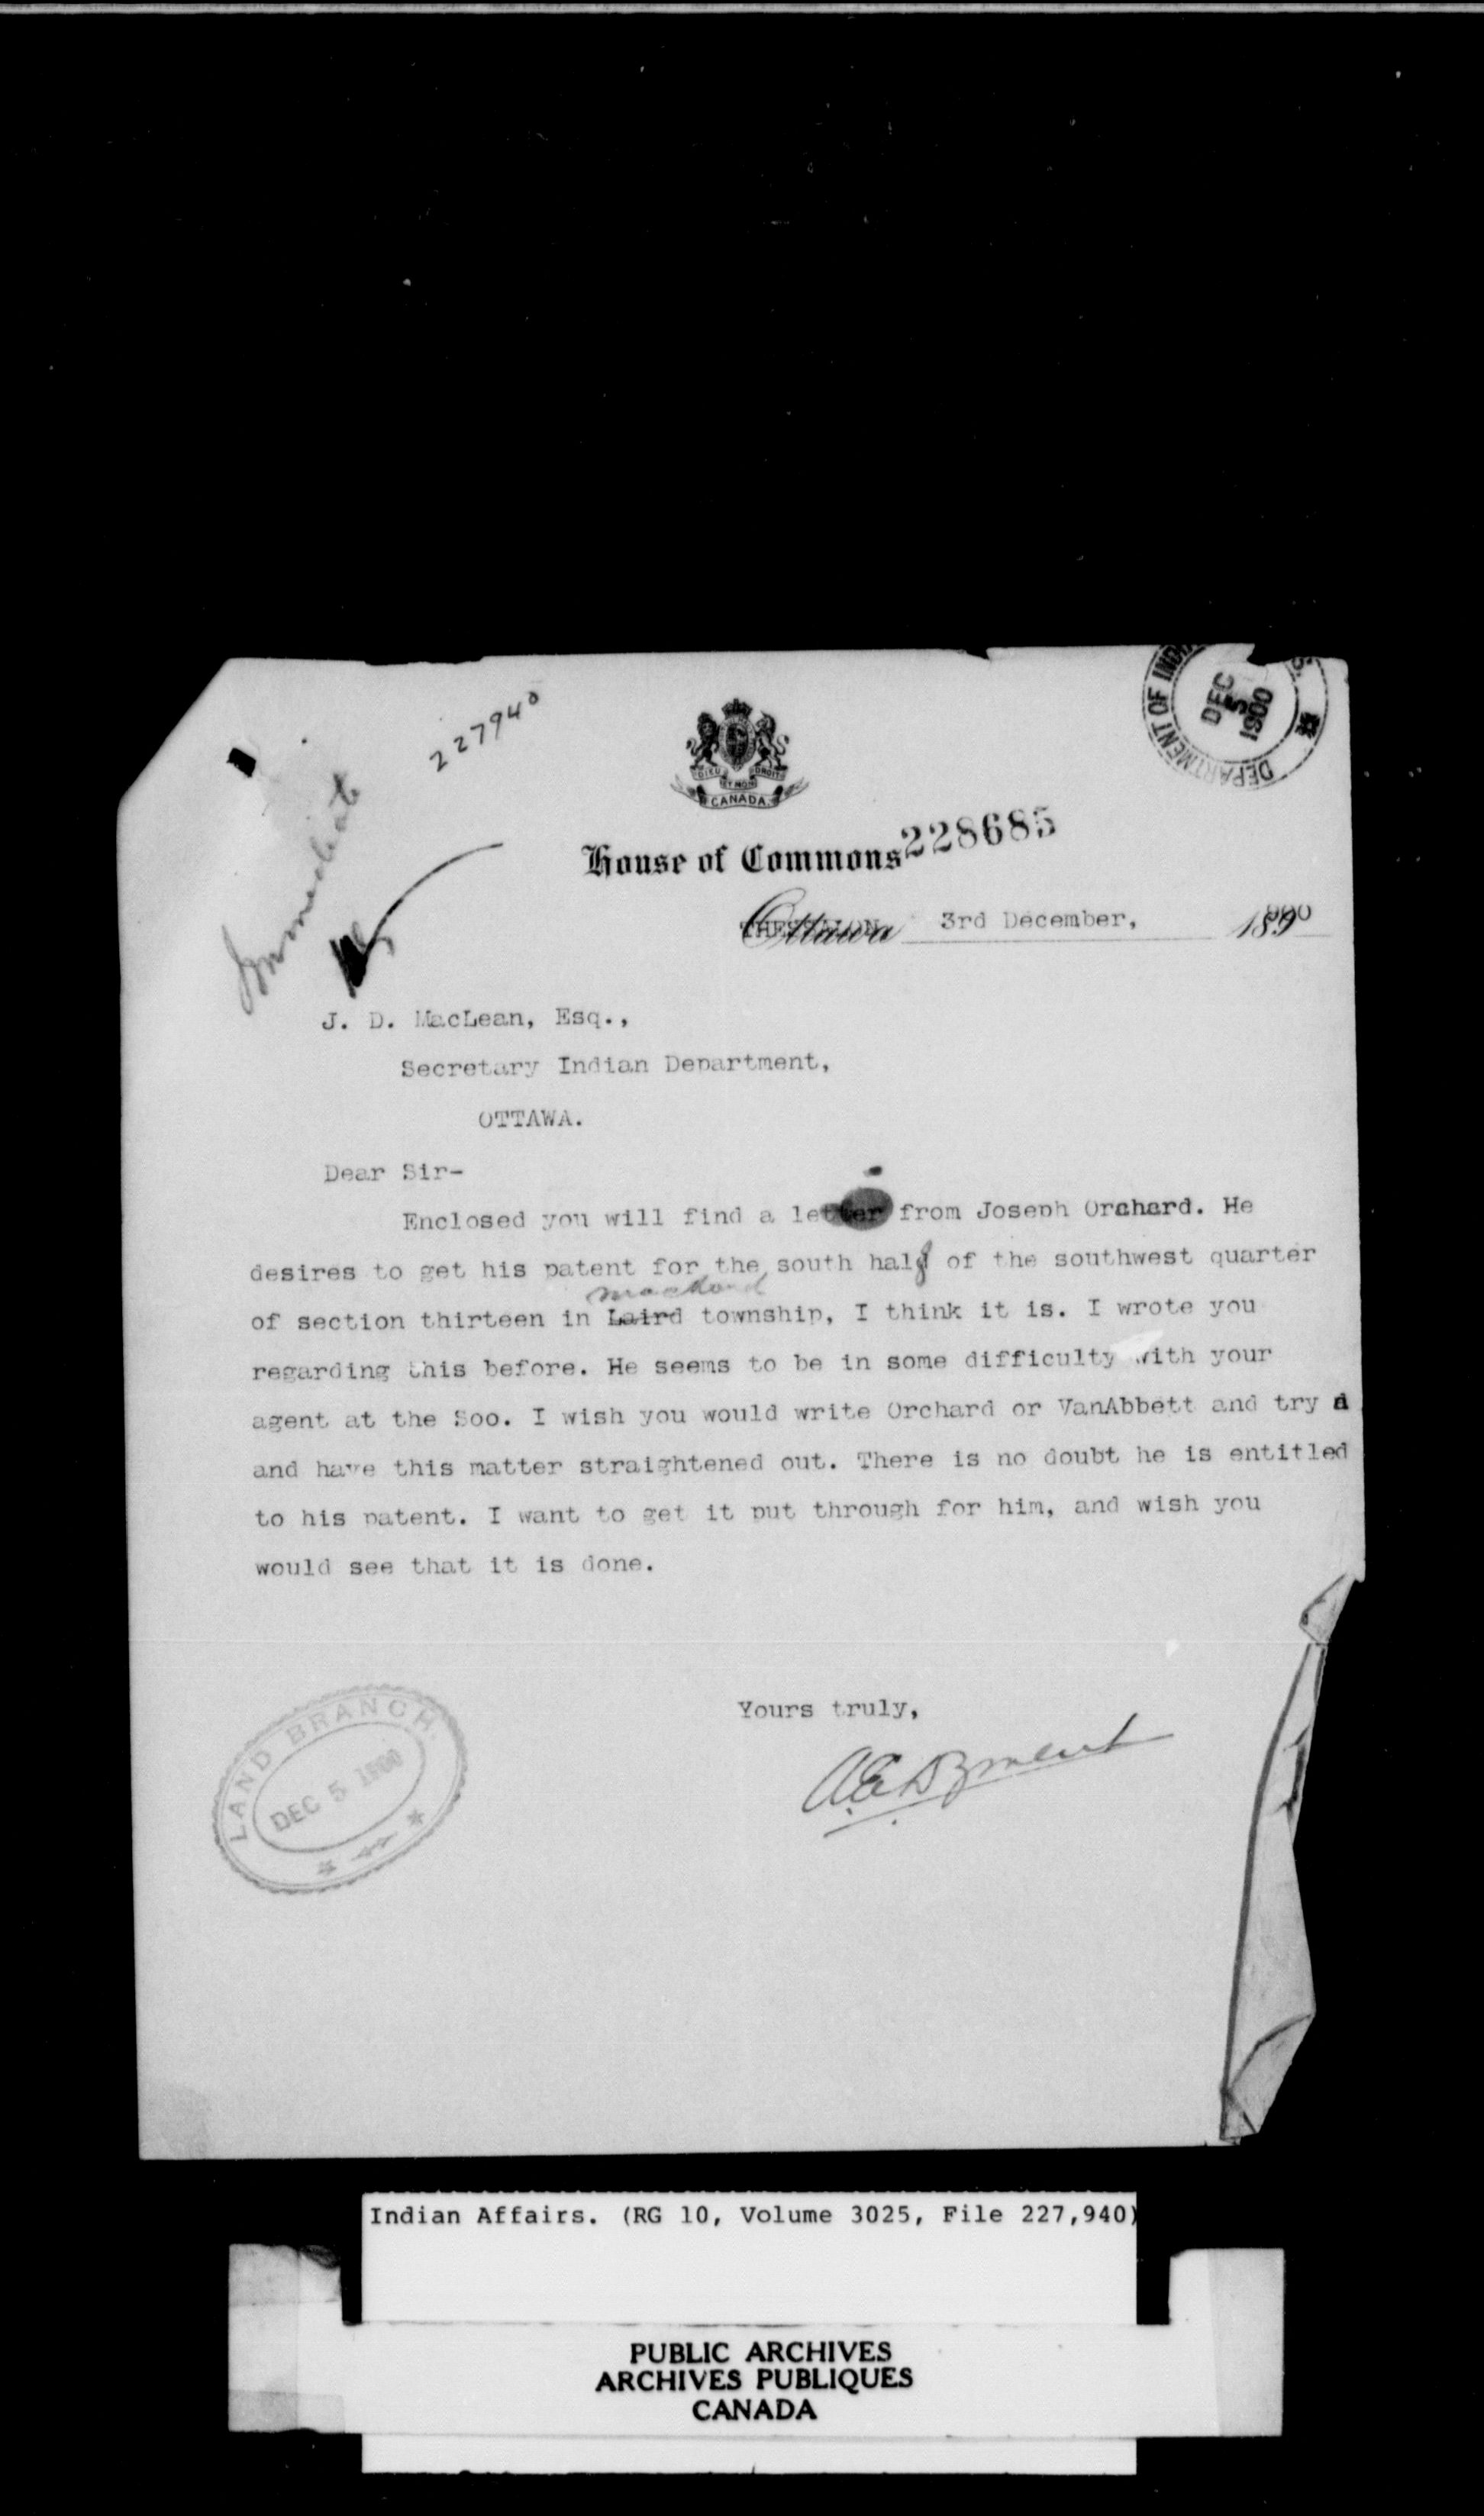 227940
DEPARTMENT OF INDI
DEC
5
1900
DIEU ET MON DROIT
CANADA
228685
House of Commons
Immediate
THESSALON, Ottawa 3rd December, 1900
J. D. MacLean, Esq.,
Secretary Indian Department,
OTTAWA.
Dear Sir-
Enclosed you will find a letter from Joseph Orchard. He
desires to get his patent for the south half of the southwest quarter
macdonald
of section thirteen in Laird township, I think it is. I wrote you
regarding this before. He seems to be in some difficulty with your
agent at the Soo. I wish you would write Orchard or VanAbbett and try a
and have this matter straightened out. There is no doubt he is entitled
to his patent. I want to get it put through for him, and wish you
would see that it is done.
Yours truly,
A.E. Dyment
LAND BRANCH.
DEC 5 1900
Indian Affairs. (RG 10, Volume 3025, File 227,940)
PUBLIC ARCHIVES
ARCHIVES PUBLIQUES
CANADA